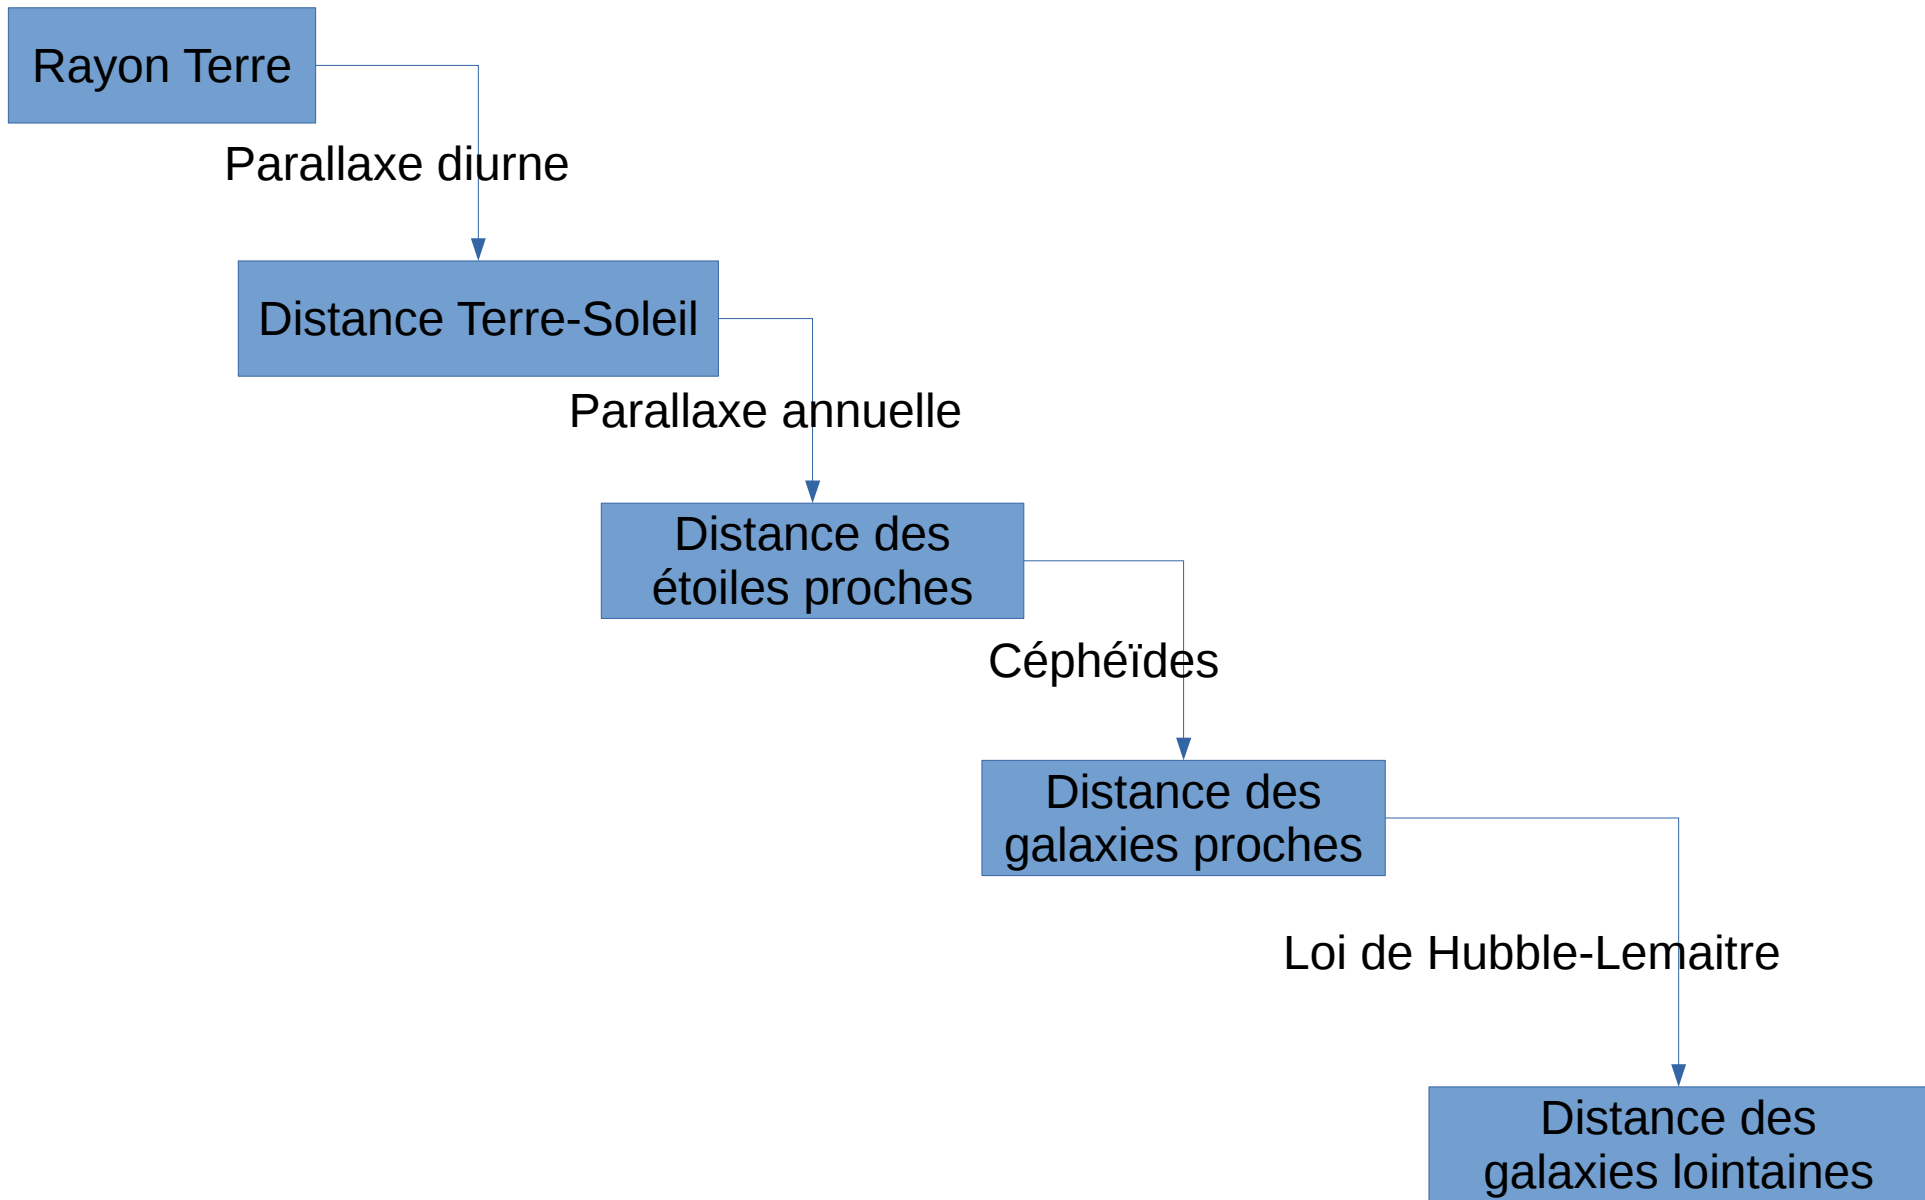 Rayon Terre
Parallaxe diurne
Distance Terre-Soleil
Parallaxe annuelle
Distance des
étoiles proches
Céphéïdes
Distance des
galaxies proches
Loi de Hubble-Lemaitre
Distance des
galaxies lointaines